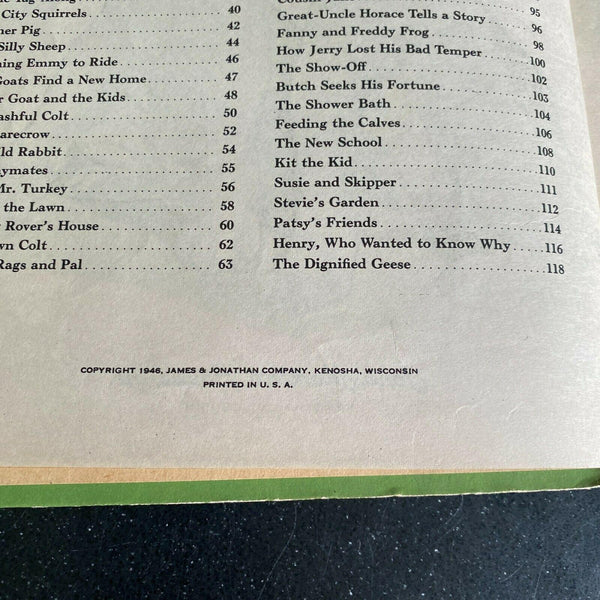 City Squirrels 40
Pig 42
Silly Sheep 44
Emmy to Ride 46
Goats Find a New Home 47
Goat and the Kids 48
Colt 50
52
Rabbit 54
55
Mr. Turkey 56
the Lawn 58
Rover's House 60
Colt 62
Rags and Pal 63
Cousin 95
Great-Uncle Horace Tells a Story 96
Fanny and Freddy Frog 98
How Jerry Lost His Bad Temper 100
The Show-Off 102
Butch Seeks His Fortune 103
The Shower Bath 104
Feeding the Calves 106
The New School 108
Kit the Kid 110
Susie and Skipper 111
Stevie's Garden 112
Patsy's Friends 114
Henry, Who Wanted to Know Why 116
The Dignified Geese 118
COPYRIGHT 1946, JAMES & JONATHAN COMPANY, KENOSHA, WISCONSIN
PRINTED IN U. S. A.